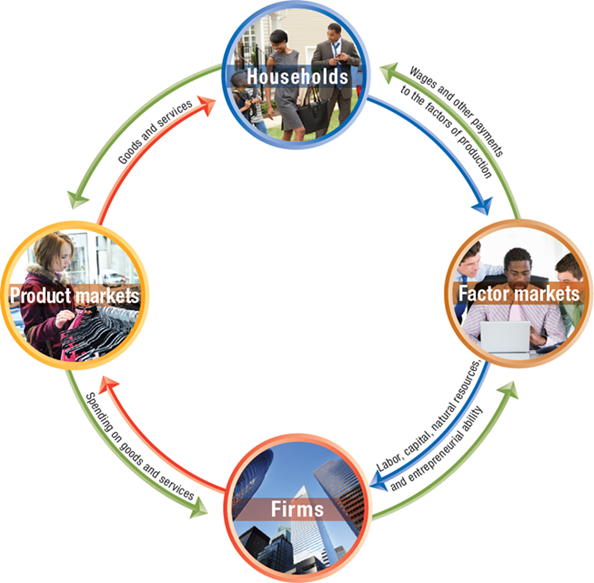 Households
Goods and services
Wages and other payments
to the factors of production
Product markets
Factor markets
Spending on goods and services
Labor, capital, natural resources,
and entrepreneurial ability
Firms